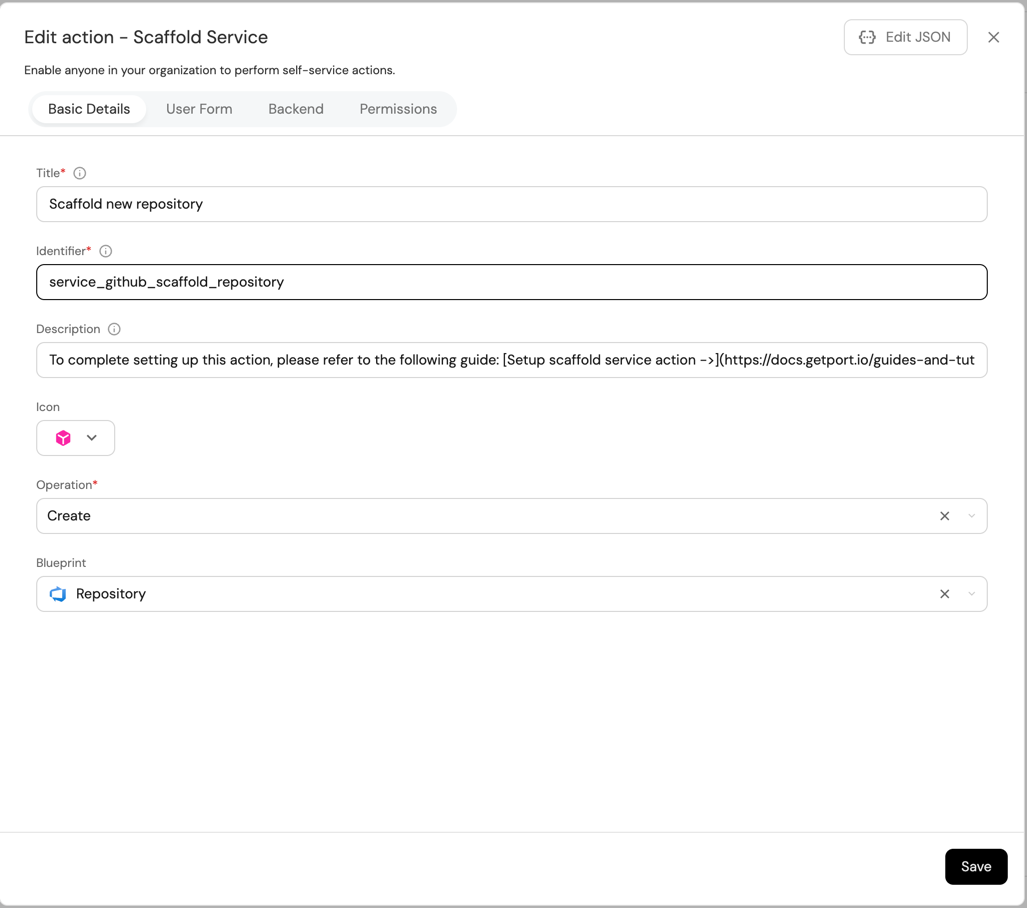 Edit action - Scaffold Service
Edit JSON
Enable anyone in your organization to perform self-service actions.
Basic Details User Form Backend Permissions
Title*
Scaffold new repository
Identifier*
service_github_scaffold_repository
Description
To complete setting up this action, please refer to the following guide: [Setup scaffold service action ->](https://docs.getport.io/guides-and-tut
Icon
Operation*
Create
Blueprint
Repository
Save